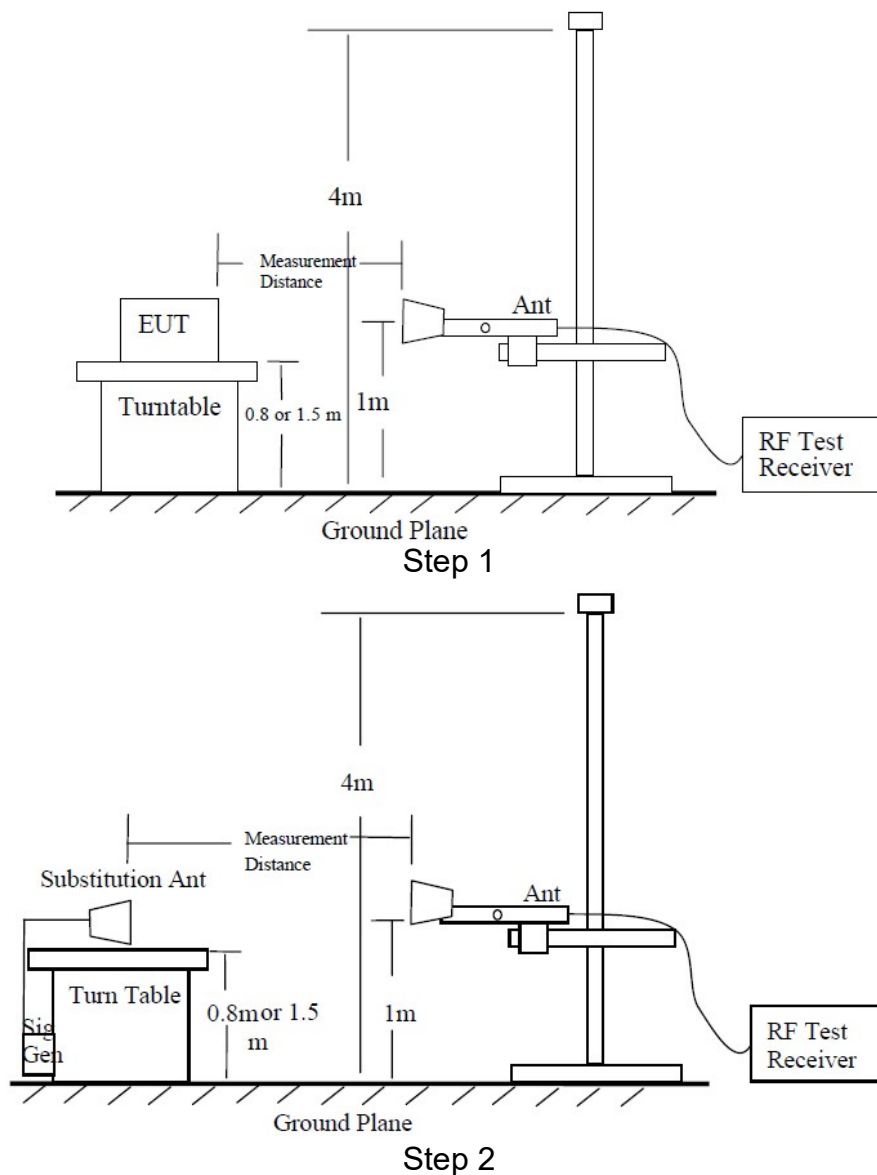 4m
Measurement
Distance
EUT
Ant
Turntable
0.8 or 1.5 m
1m
RF Test
Receiver
Ground Plane
Step 1
4m
Measurement
Distance
Substitution Ant
Ant
Turn Table
0.8m or 1.5
m
1m
Sig
Gen
RF Test
Receiver
Ground Plane
Step 2